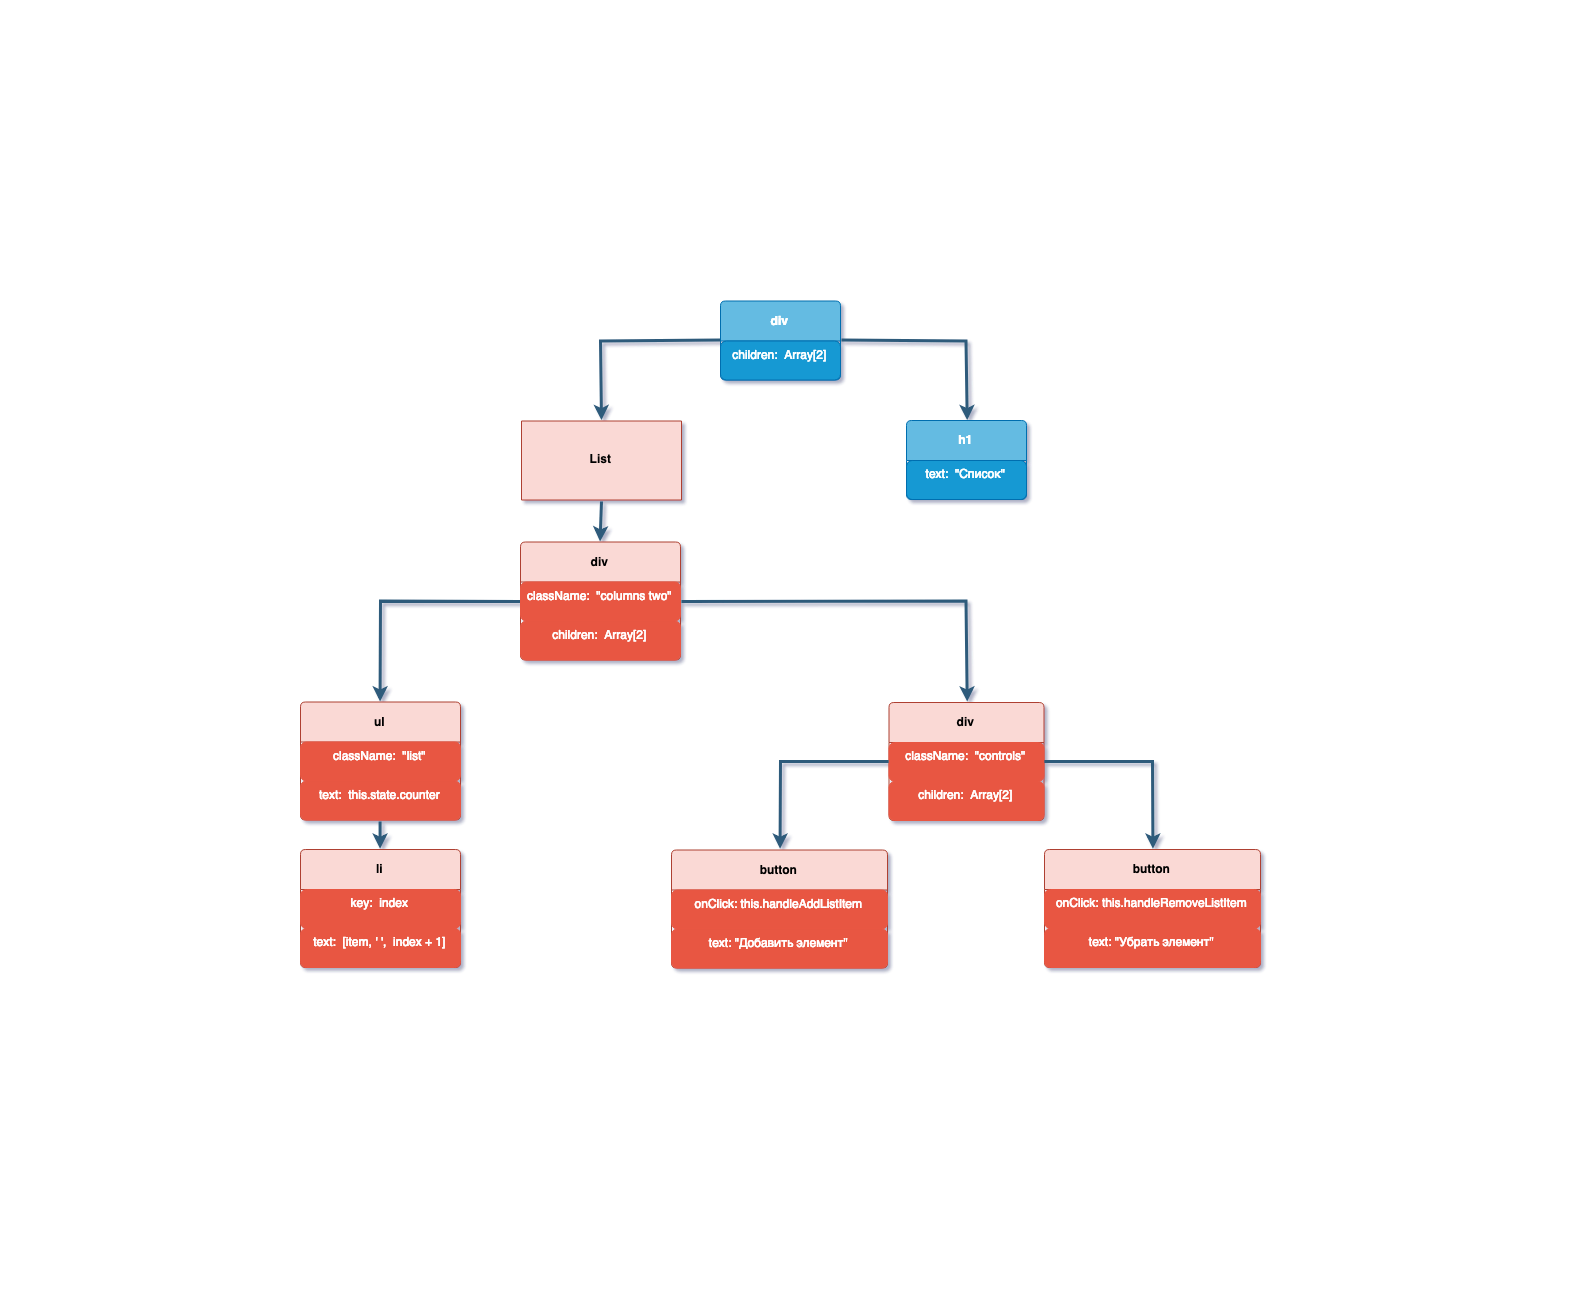 div
children: Array[2]
List
h1
text: "Список"
div
className: "columns two"
children: Array[2]
ul
className: "list"
text: this.state.counter
div
className: "controls"
children: Array[2]
li
key: index
text: [item, ' ', index + 1]
button
onClick: this.handleAddListItem
text: "Добавить элемент"
button
onClick: this.handleRemoveListItem
text: "Убрать элемент"